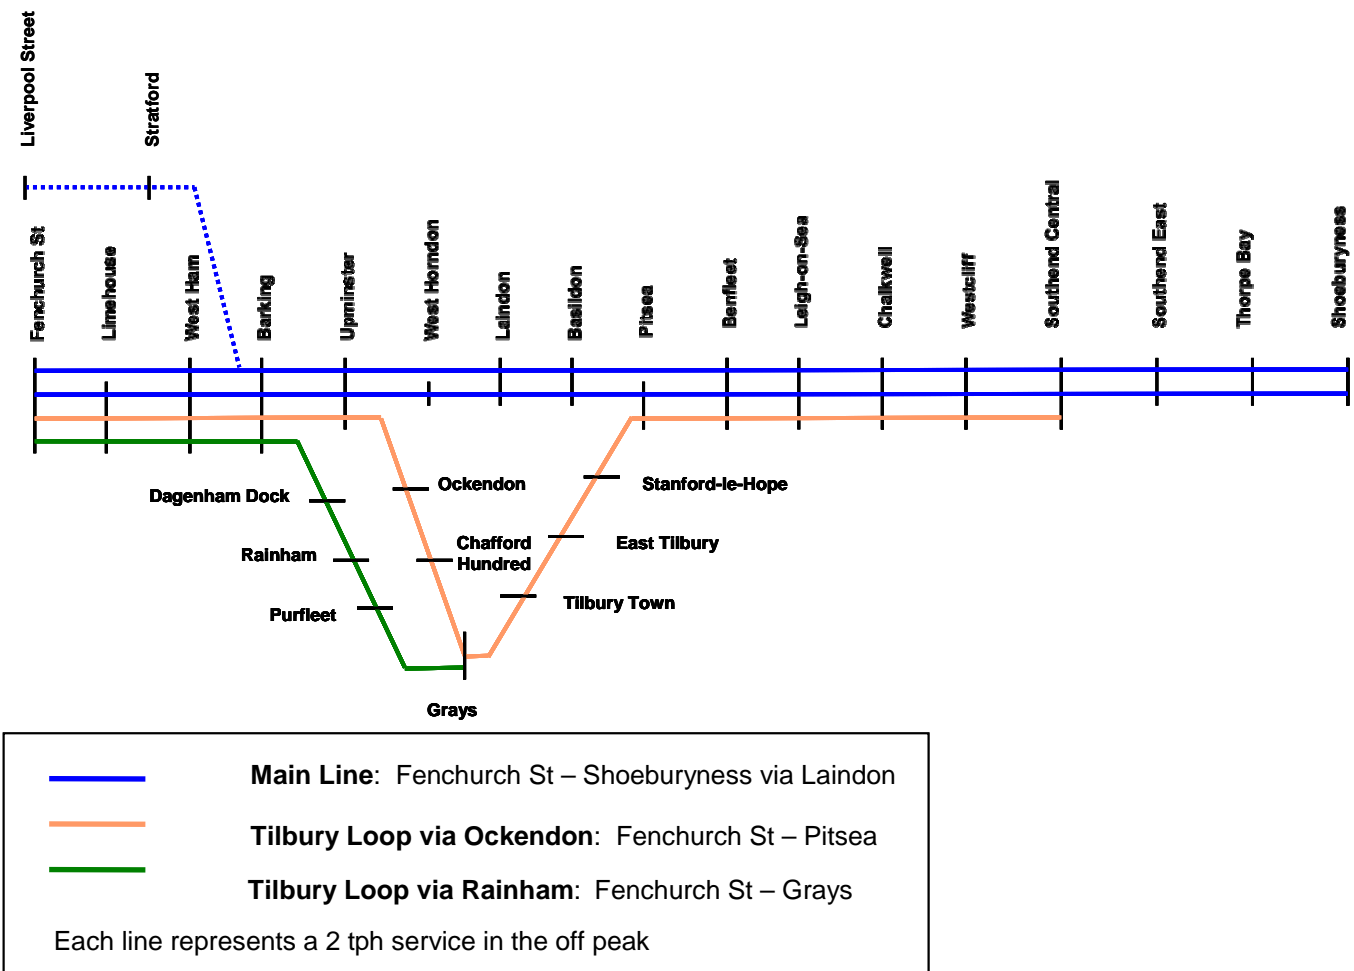 Liverpool Street
Stratford
Fenchurch St
Limehouse
West Ham
Barking
Upminster
West Horndon
Laindon
Basildon
Pitsea
Benfleet
Leigh-on-Sea
Chalkwell
Westcliff
Southend Central
Southend East
Thorpe Bay
Shoeburyness
Dagenham Dock
Rainham
Purfleet
Ockendon
Chafford
Hundred
Stanford-le-Hope
East Tilbury
Tilbury Town
Grays
Main Line: Fenchurch St – Shoeburyness via Laindon
Tilbury Loop via Ockendon: Fenchurch St – Pitsea
Tilbury Loop via Rainham: Fenchurch St – Grays
Each line represents a 2 tph service in the off peak